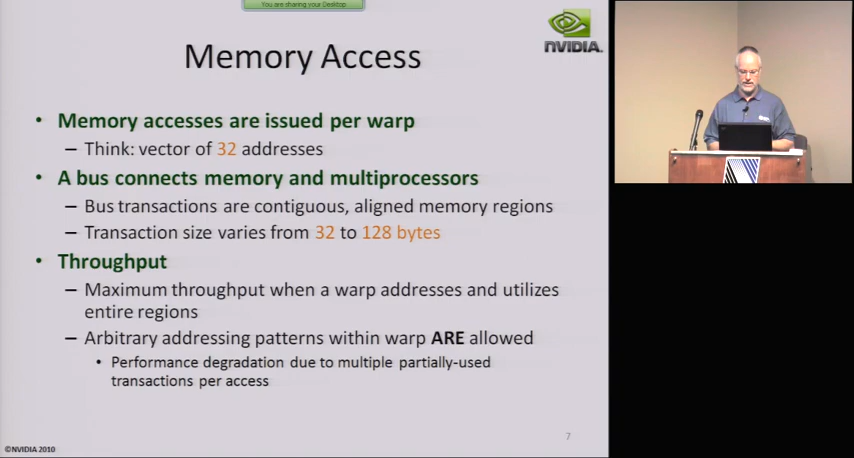 You are sharing your Desktop
NVIDIA.
Memory Access
• Memory accesses are issued per warp
– Think: vector of 32 addresses
• A bus connects memory and multiprocessors
– Bus transactions are contiguous, aligned memory regions
– Transaction size varies from 32 to 128 bytes
• Throughput
– Maximum throughput when a warp addresses and utilizes
entire regions
– Arbitrary addressing patterns within warp ARE allowed
• Performance degradation due to multiple partially-used
transactions per access
7
©NVIDIA 2010